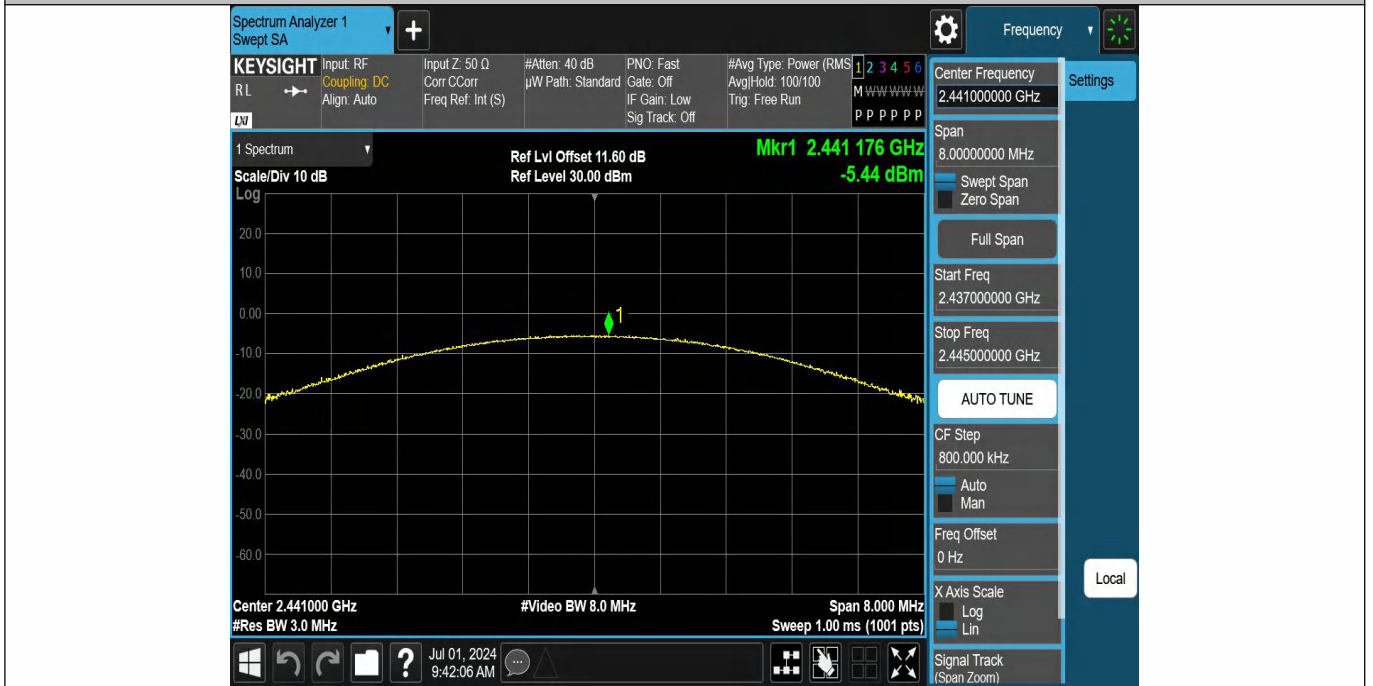 Spectrum Analyzer 1
Swept SA
+
Frequency
KEYSIGHT
RL
LXI
Input: RF
Coupling: DC
Align: Auto
Input Z: 50 Ω
Corr CCorr
Freq Ref: Int (S)
#Atten: 40 dB
µW Path: Standard
PNO: Fast
Gate: Off
IF Gain: Low
Sig Track: Off
#Avg Type: Power (RMS
Avg|Hold: 100/100
Trig: Free Run
1 2 3 4 5 6
M W W W W W
P P P P P P
1 Spectrum
Scale/Div 10 dB
Log
Ref Lvl Offset 11.60 dB
Ref Level 30.00 dBm
Mkr1 2.441 176 GHz
-5.44 dBm
20.0
10.0
0.00
-10.0
-20.0
-30.0
-40.0
-50.0
-60.0
1
Center 2.441000 GHz
#Res BW 3.0 MHz
#Video BW 8.0 MHz
Span 8.000 MHz
Sweep 1.00 ms (1001 pts)
?
Jul 01, 2024
9:42:06 AM
Center Frequency
2.441000000 GHz
Settings
Span
8.00000000 MHz
Swept Span
Zero Span
Full Span
Start Freq
2.437000000 GHz
Stop Freq
2.445000000 GHz
AUTO TUNE
CF Step
800.000 kHz
Auto
Man
Freq Offset
0 Hz
X Axis Scale
Log
Lin
Signal Track
(Span Zoom)
Local